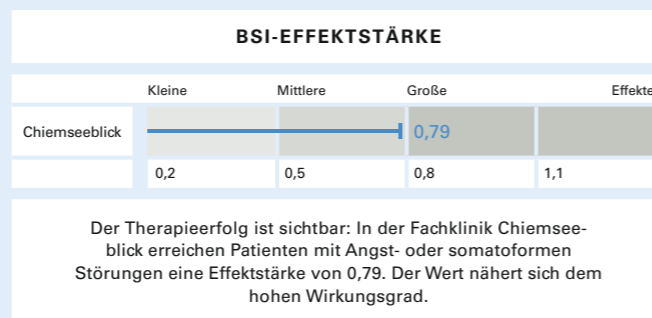 BSI-EFFEKTSTÄRKE
Kleine Mittlere Große Effekte
Chiemseeblick 0,79
0,2 0,5 0,8 1,1
Der Therapieerfolg ist sichtbar: In der Fachklinik Chiemsee-
blick erreichen Patienten mit Angst- oder somatoformen
Störungen eine Effektstärke von 0,79. Der Wert nähert sich dem
hohen Wirkungsgrad.